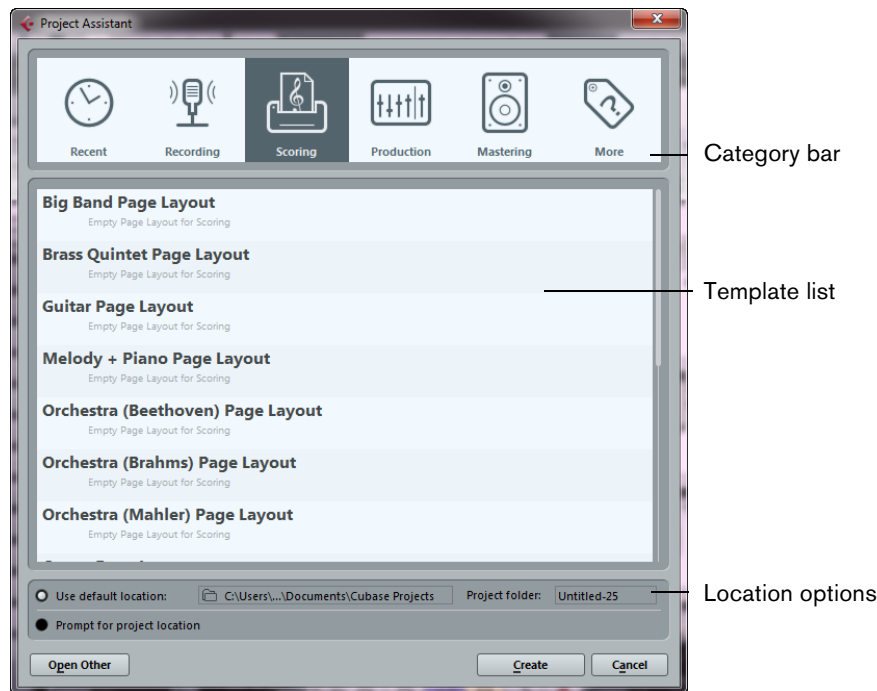 Project Assistant
Recent
Recording
Scoring
Production
Mastering
More
Category bar
Big Band Page Layout
Empty Page Layout for Scoring
Brass Quintet Page Layout
Empty Page Layout for Scoring
Template list
Guitar Page Layout
Empty Page Layout for Scoring
Melody + Piano Page Layout
Empty Page Layout for Scoring
Orchestra (Beethoven) Page Layout
Empty Page Layout for Scoring
Orchestra (Brahms) Page Layout
Empty Page Layout for Scoring
Orchestra (Mahler) Page Layout
Empty Page Layout for Scoring
Use default location: C:\Users\...\Documents\Cubase Projects Project folder: Untitled-25
Location options
Prompt for project location
Open Other
Create
Cancel